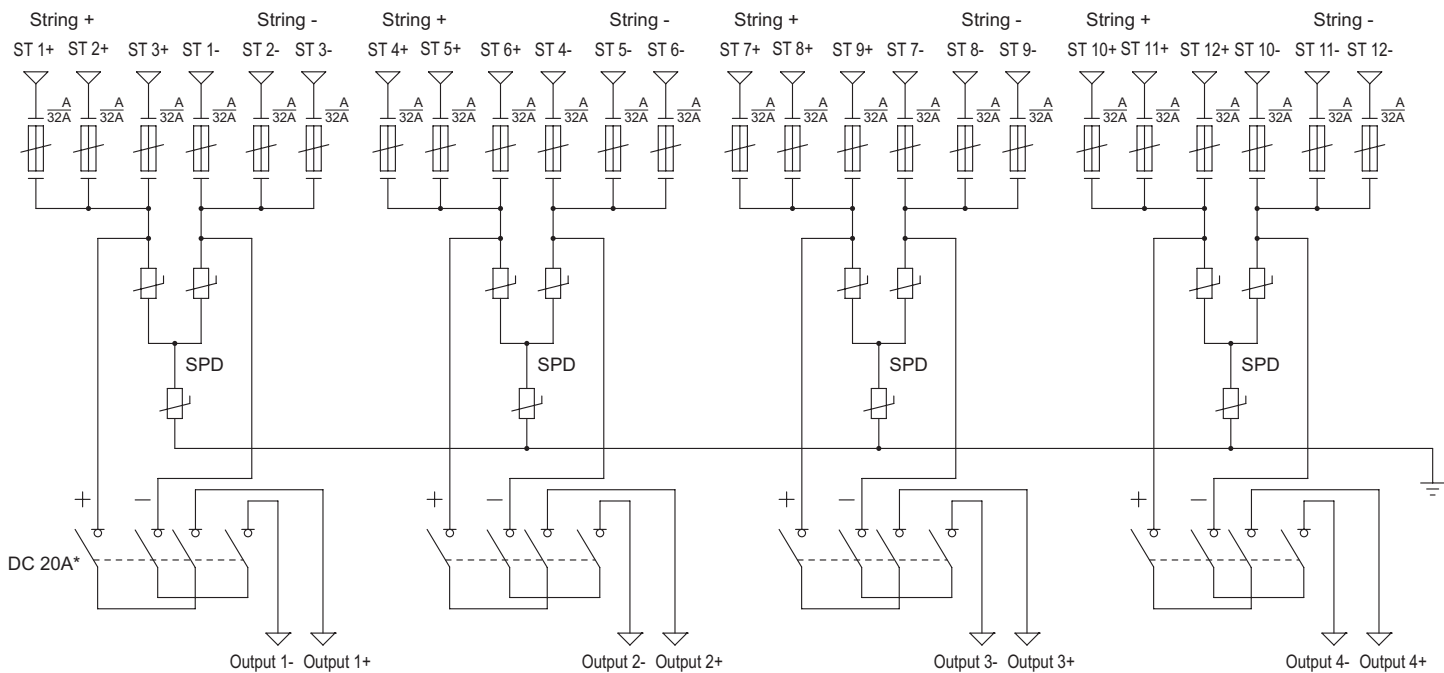 String + String - String + String - String + String - String + String -
ST 1+ ST 2+ ST 3+ ST 1- ST 2- ST 3- ST 4+ ST 5+ ST 6+ ST 4- ST 5- ST 6- ST 7+ ST 8+ ST 9+ ST 7- ST 8- ST 9- ST 10+ ST 11+ ST 12+ ST 10- ST 11- ST 12-
A A A A A A A A A A A A A A A A A A A A A A A A
32A 32A 32A 32A 32A 32A 32A 32A 32A 32A 32A 32A 32A 32A 32A 32A 32A 32A 32A 32A 32A 32A 32A 32A
SPD SPD SPD SPD
+ − + − + − + −
DC 20A*
Output 1- Output 1+ Output 2- Output 2+ Output 3- Output 3+ Output 4- Output 4+